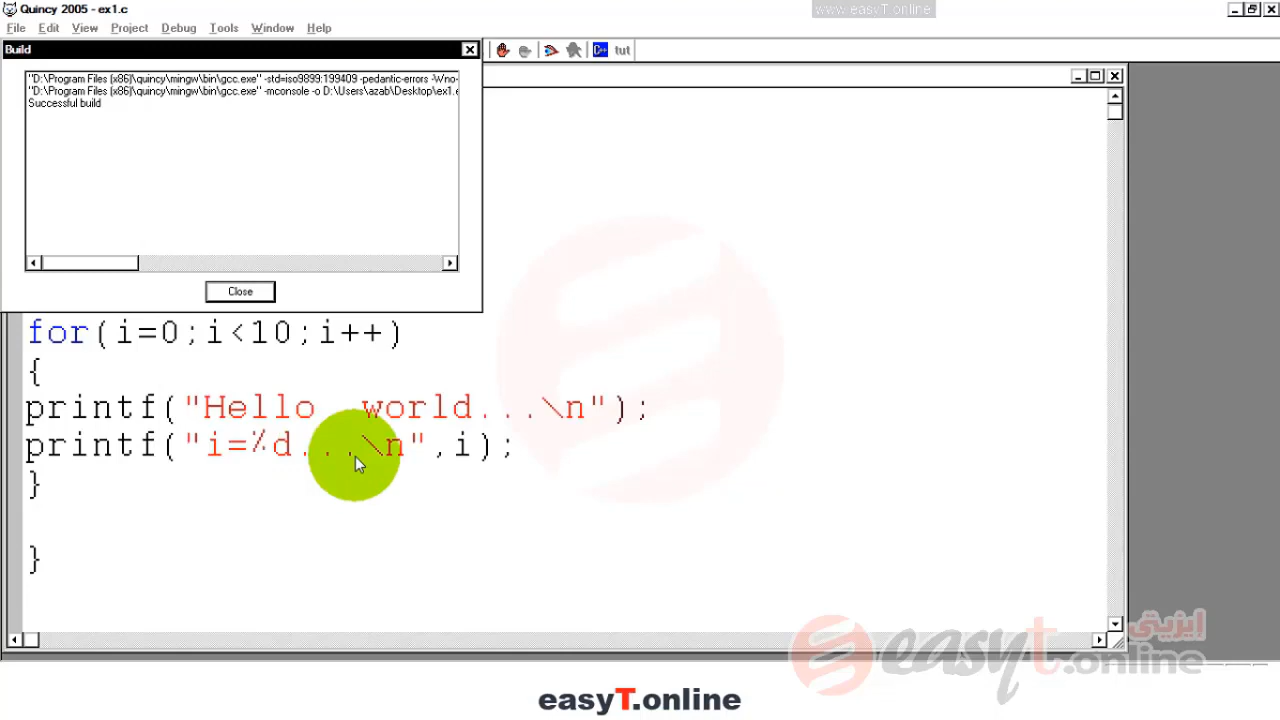 Quincy 2005 - ex1.c
www.easyT.online
File Edit View Project Debug Tools Window Help
Build
tut
"D:\Program Files (x86)\quincy\mingw\bin\gcc.exe" -std=iso9899:199409 -pedantic-errors -Wno-
"D:\Program Files (x86)\quincy\mingw\bin\gcc.exe" -mconsole -o D:\Users\azab\Desktop\ex1.e
Successful build
Close
for(i=0;i<10;i++)
{
printf("Hello world...\n");
printf("i=%d...\n",i);
}
}
easyt.online
ايزيتي
easyT.online